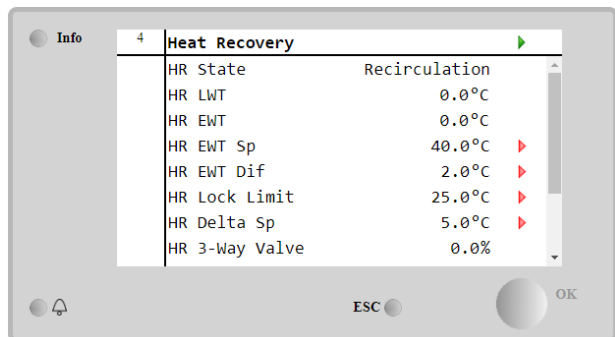 Info
4 Heat Recovery
HR State Recirculation
HR LWT 0.0°C
HR EWT 0.0°C
HR EWT Sp 40.0°C
HR EWT Dif 2.0°C
HR Lock Limit 25.0°C
HR Delta Sp 5.0°C
HR 3-Way Valve 0.0%
ESC OK